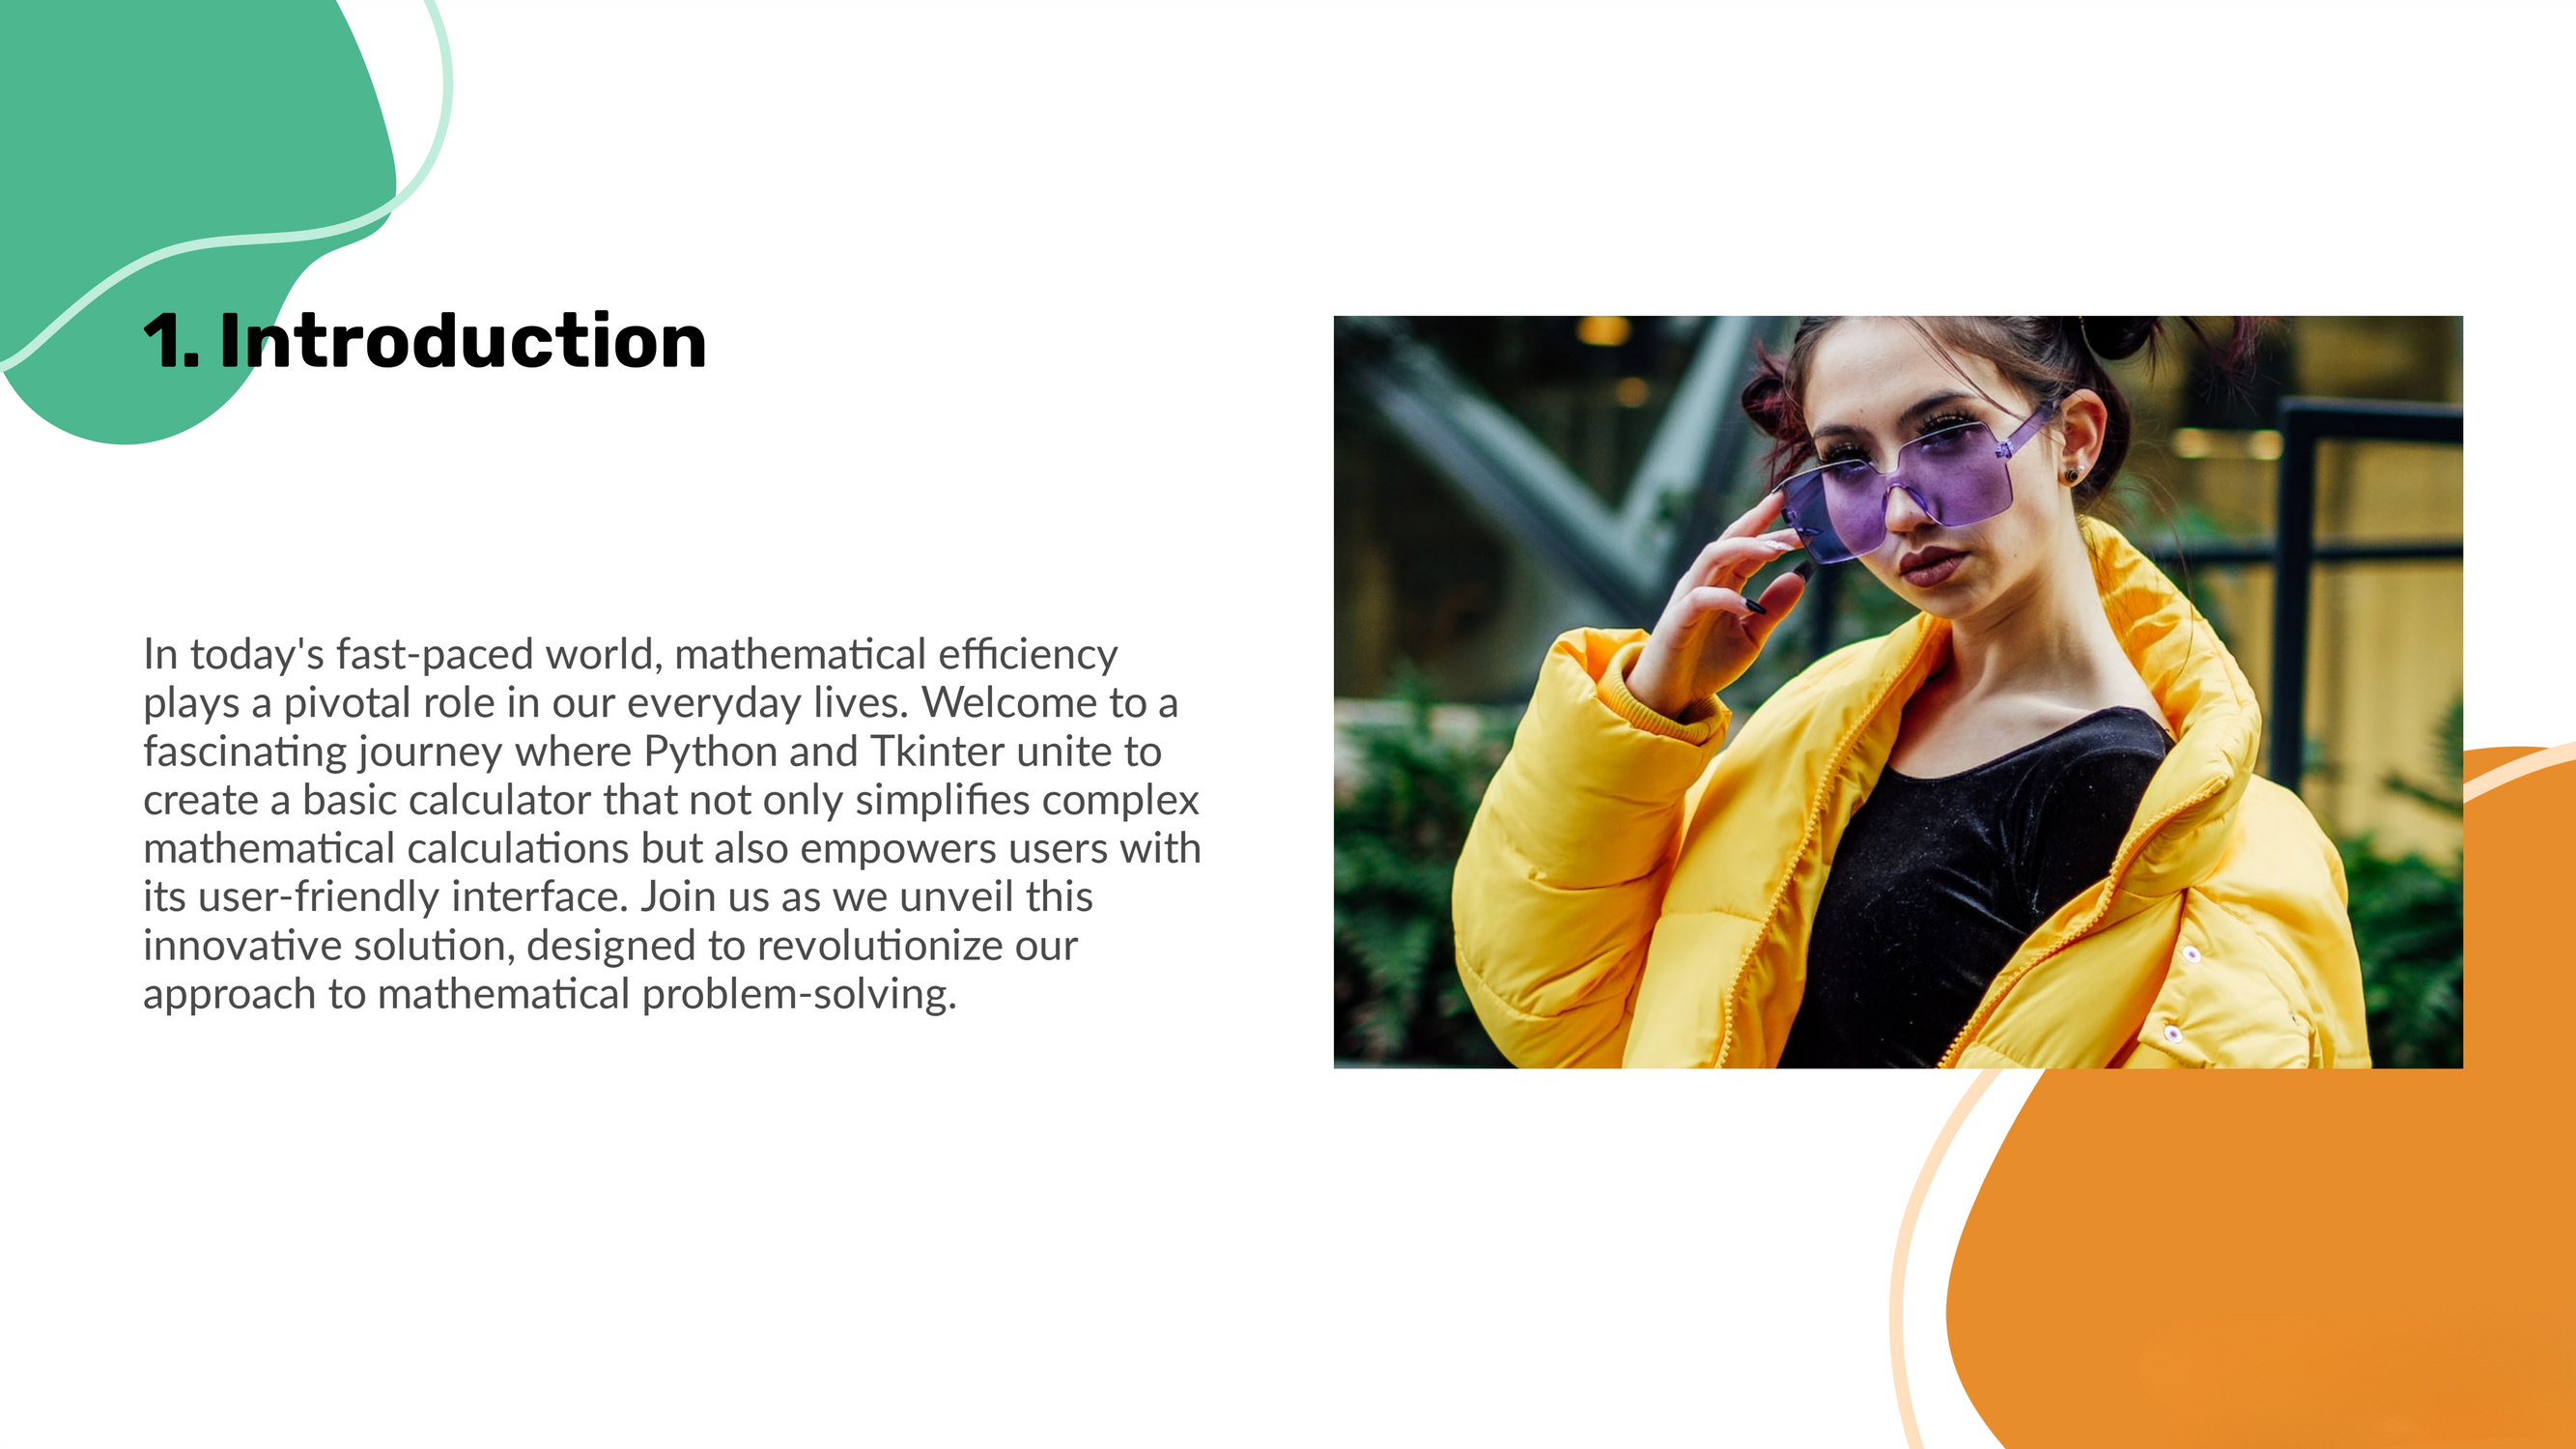 1. Introduction
In today's fast-paced world, mathematical efficiency
plays a pivotal role in our everyday lives. Welcome to a
fascinating journey where Python and Tkinter unite to
create a basic calculator that not only simplifies complex
mathematical calculations but also empowers users with
its user-friendly interface. Join us as we unveil this
innovative solution, designed to revolutionize our
approach to mathematical problem-solving.